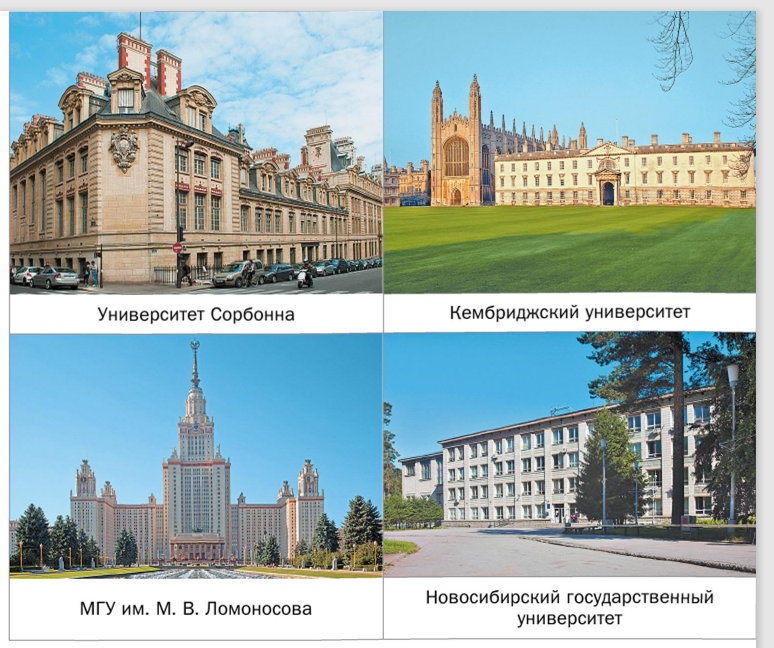 Университет Сорбонна
Кембриджский университет
МГУ им. М. В. Ломоносова
Новосибирский государственный
университет